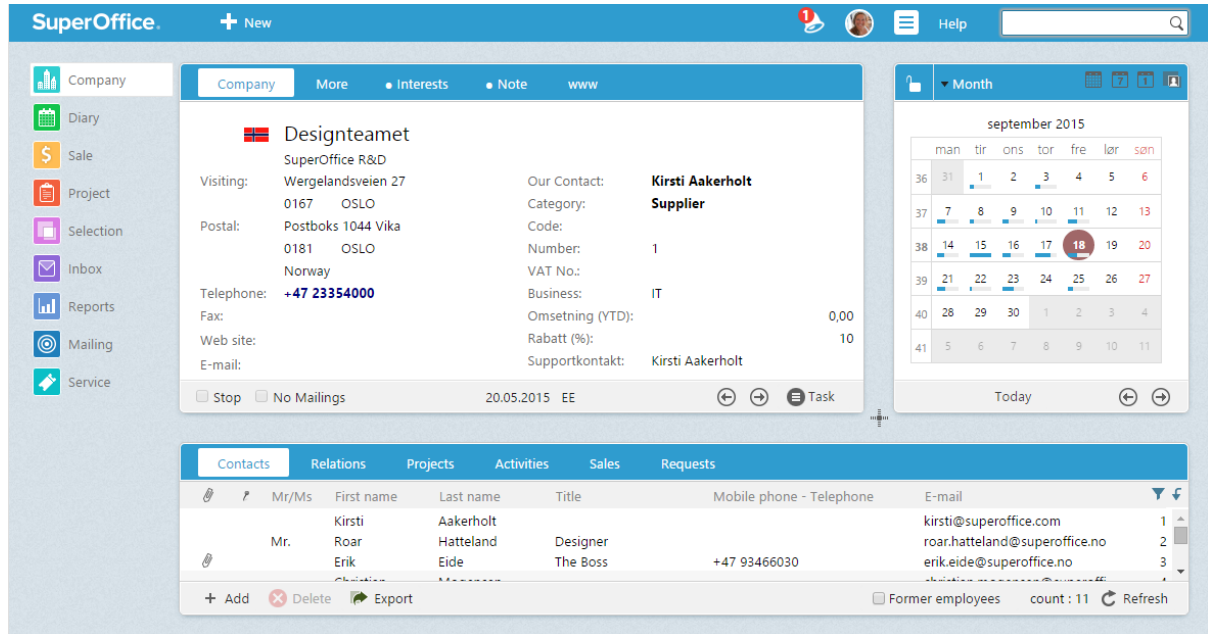 SuperOffice.
New
1
Help
Company
Diary
Sale
Project
Selection
Inbox
Reports
Mailing
Service
Company More Interests Note www
Designteamet
SuperOffice R&D
Visiting: Wergelandsveien 27
0167 OSLO
Postal: Postboks 1044 Vika
0181 OSLO
Norway
Telephone: +47 23354000
Fax:
Web site:
E-mail:
Our Contact: Kirsti Aakerholt
Category: Supplier
Code:
Number: 1
VAT No.:
Business: IT
Omsetning (YTD): 0,00
Rabatt (%): 10
Supportkontakt: Kirsti Aakerholt
Stop No Mailings 20.05.2015 EE Task
Month 7 1
september 2015
man tir ons tor fre lør søn
36 31 1 2 3 4 5 6
37 7 8 9 10 11 12 13
38 14 15 16 17 18 19 20
39 21 22 23 24 25 26 27
40 28 29 30 1 2 3 4
41 5 6 7 8 9 10 11
Today
Contacts Relations Projects Activities Sales Requests
Mr/Ms First name Last name Title Mobile phone - Telephone E-mail
Kirsti Aakerholt kirsti@superoffice.com 1
Mr. Roar Hatteland Designer roar.hatteland@superoffice.no 2
Erik Eide The Boss +47 93466030 erik.eide@superoffice.no 3
Add Delete Export Former employees count : 11 Refresh